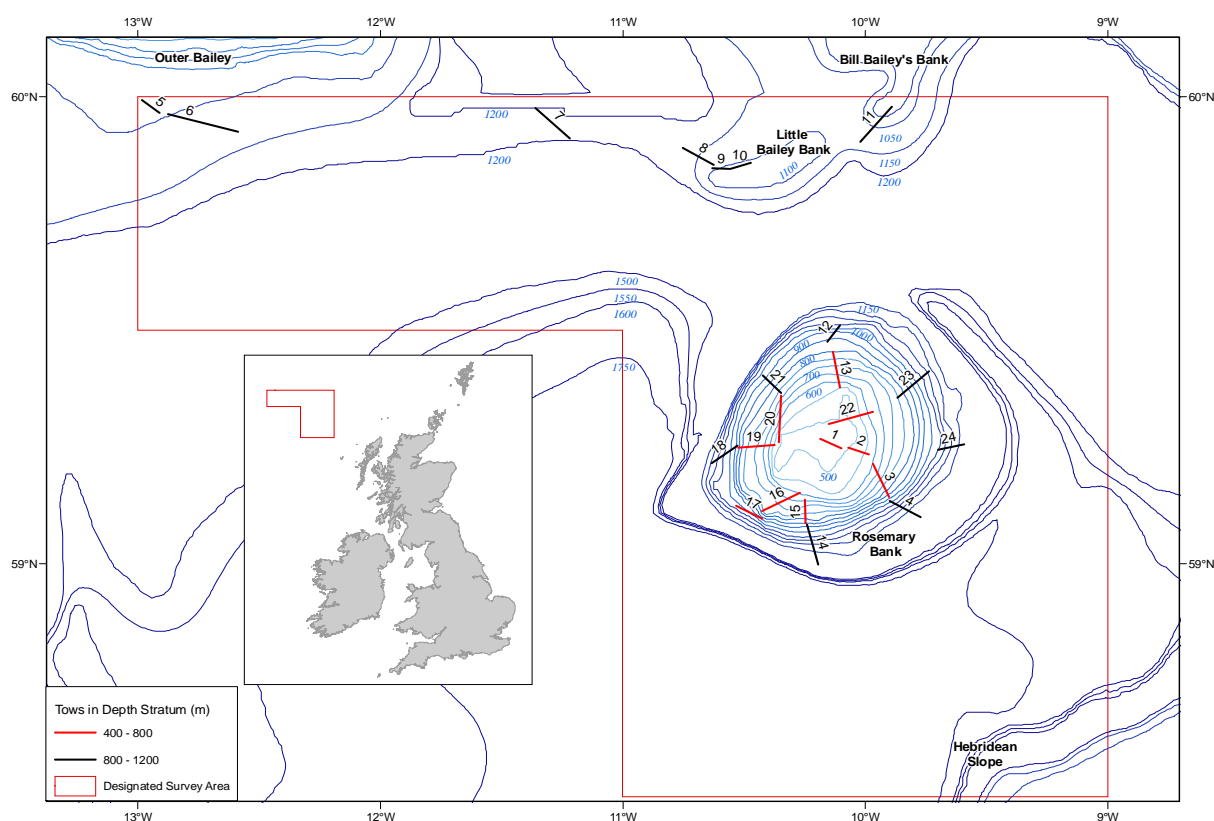 13°W
12°W
11°W
10°W
9°W
Outer Bailey
Bill Bailey's Bank
60°N
60°N
5
6
1200
7
11
1050
Little
Bailey Bank
8
9
10
1100
1150
1200
1200
1500
1550
1600
1750
1150
12
1000
900
800
13
700
600
21
23
20
22
1
2
19
18
24
500
3
16
17
15
4
14
Rosemary
Bank
59°N
59°N
Hebridean
Slope
Tows in Depth Stratum (m)
400 - 800
800 - 1200
Designated Survey Area
13°W
12°W
11°W
10°W
9°W